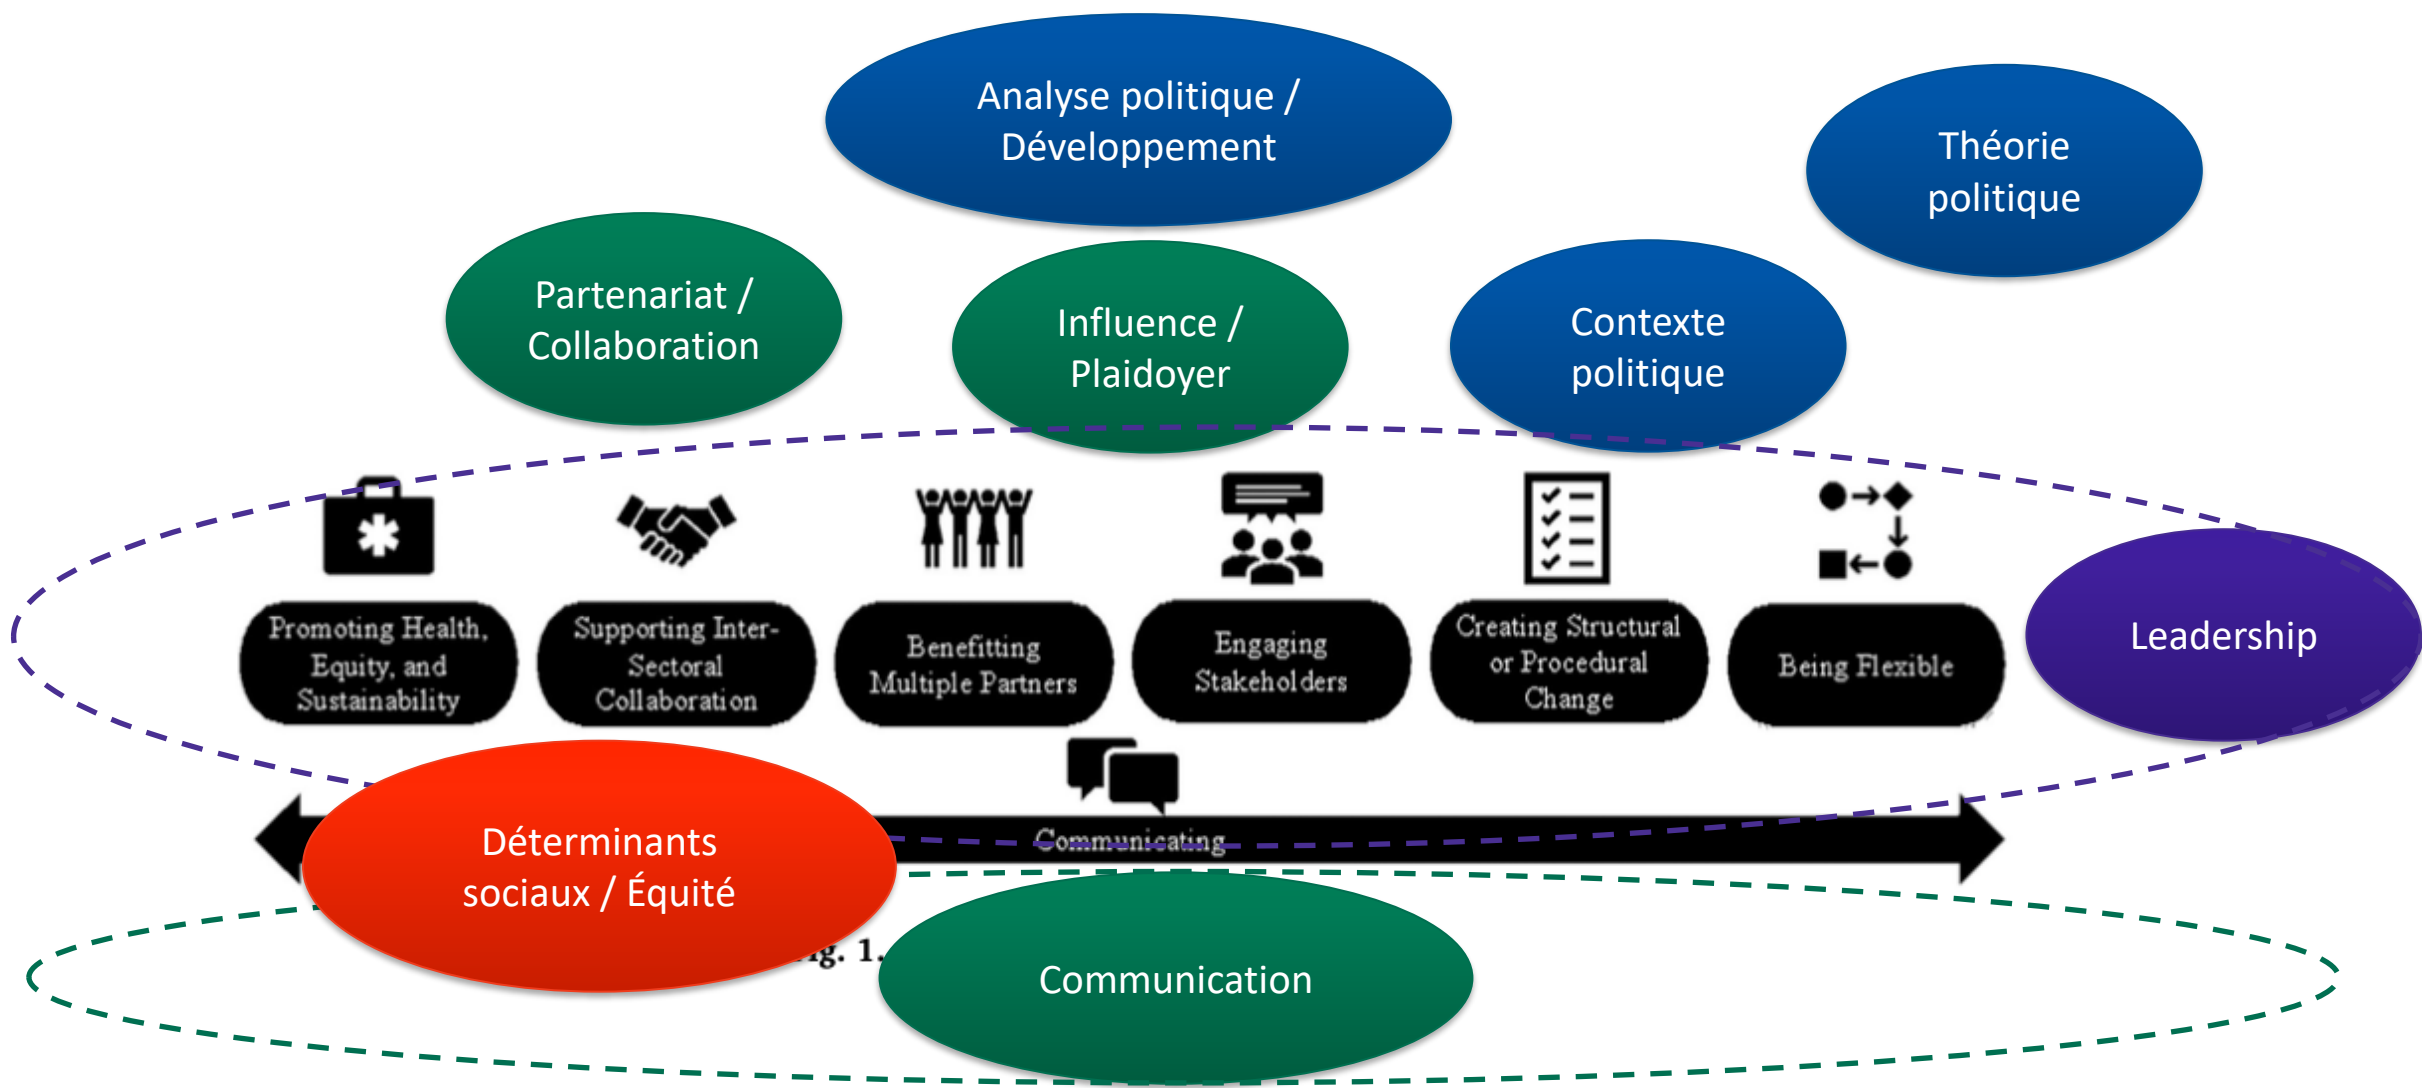 Analyse politique /
Développement
Théorie
politique
Partenariat /
Collaboration
Influence /
Plaidoyer
Contexte
politique
Promoting Health,
Equity, and
Sustainability
Supporting Inter-
Sectoral
Collaboration
Benefitting
Multiple Partners
Engaging
Stakeholders
Creating Structural
or Procedural
Change
Being Flexible
Leadership
Communicating
Déterminants
sociaux / Équité
1.
Communication